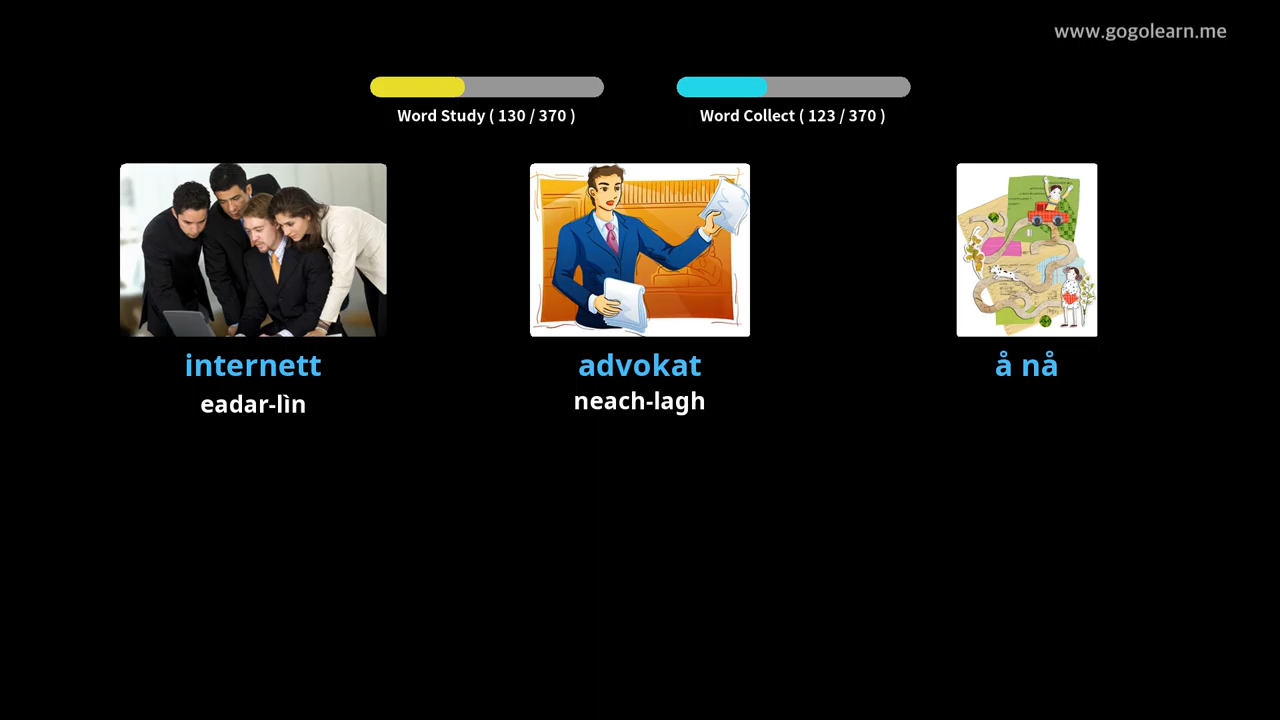 www.gogolearn.me
Word Study ( 130 / 370 )
Word Collect ( 123 / 370 )
internett
advokat
å nå
eadar-lìn
neach-lagh